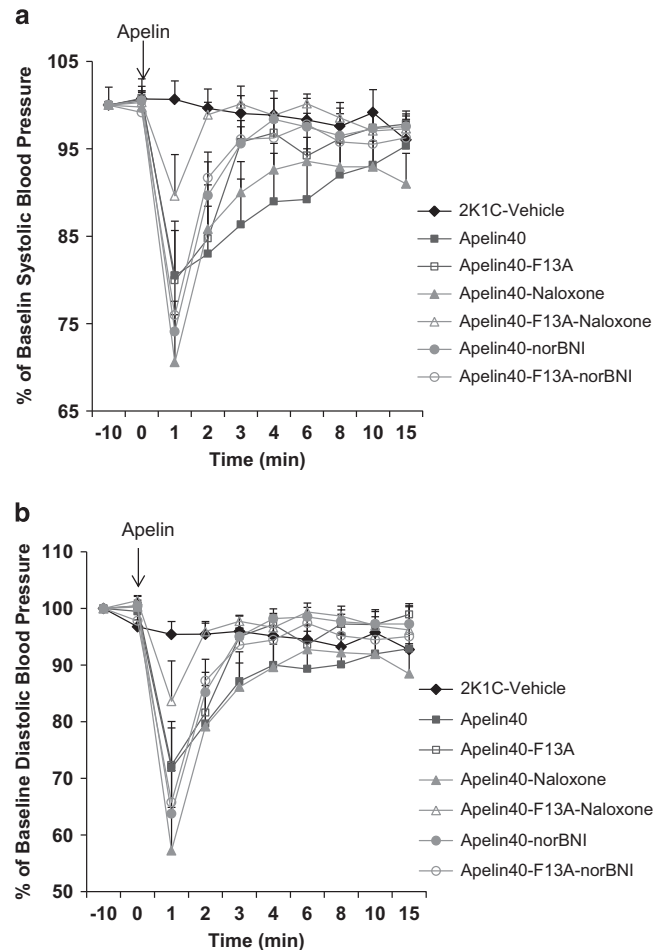 a
Apelin
105
95
85
75
65
% of Baselin Systolic Blood Pressure
-10 0 1 2 3 4 6 8 10 15
Time (min)
2K1C-Vehicle
Apelin40
Apelin40-F13A
Apelin40-Naloxone
Apelin40-F13A-Naloxone
Apelin40-norBNI
Apelin40-F13A-norBNI
b
Apelin
110
100
90
80
70
60
50
% of Baseline Diastolic Blood Pressure
-10 0 1 2 3 4 6 8 10 15
Time (min)
2K1C-Vehicle
Apelin40
Apelin40-F13A
Apelin40-Naloxone
Apelin40-F13A-Naloxone
Apelin40-norBNI
Apelin40-F13A-norBNI